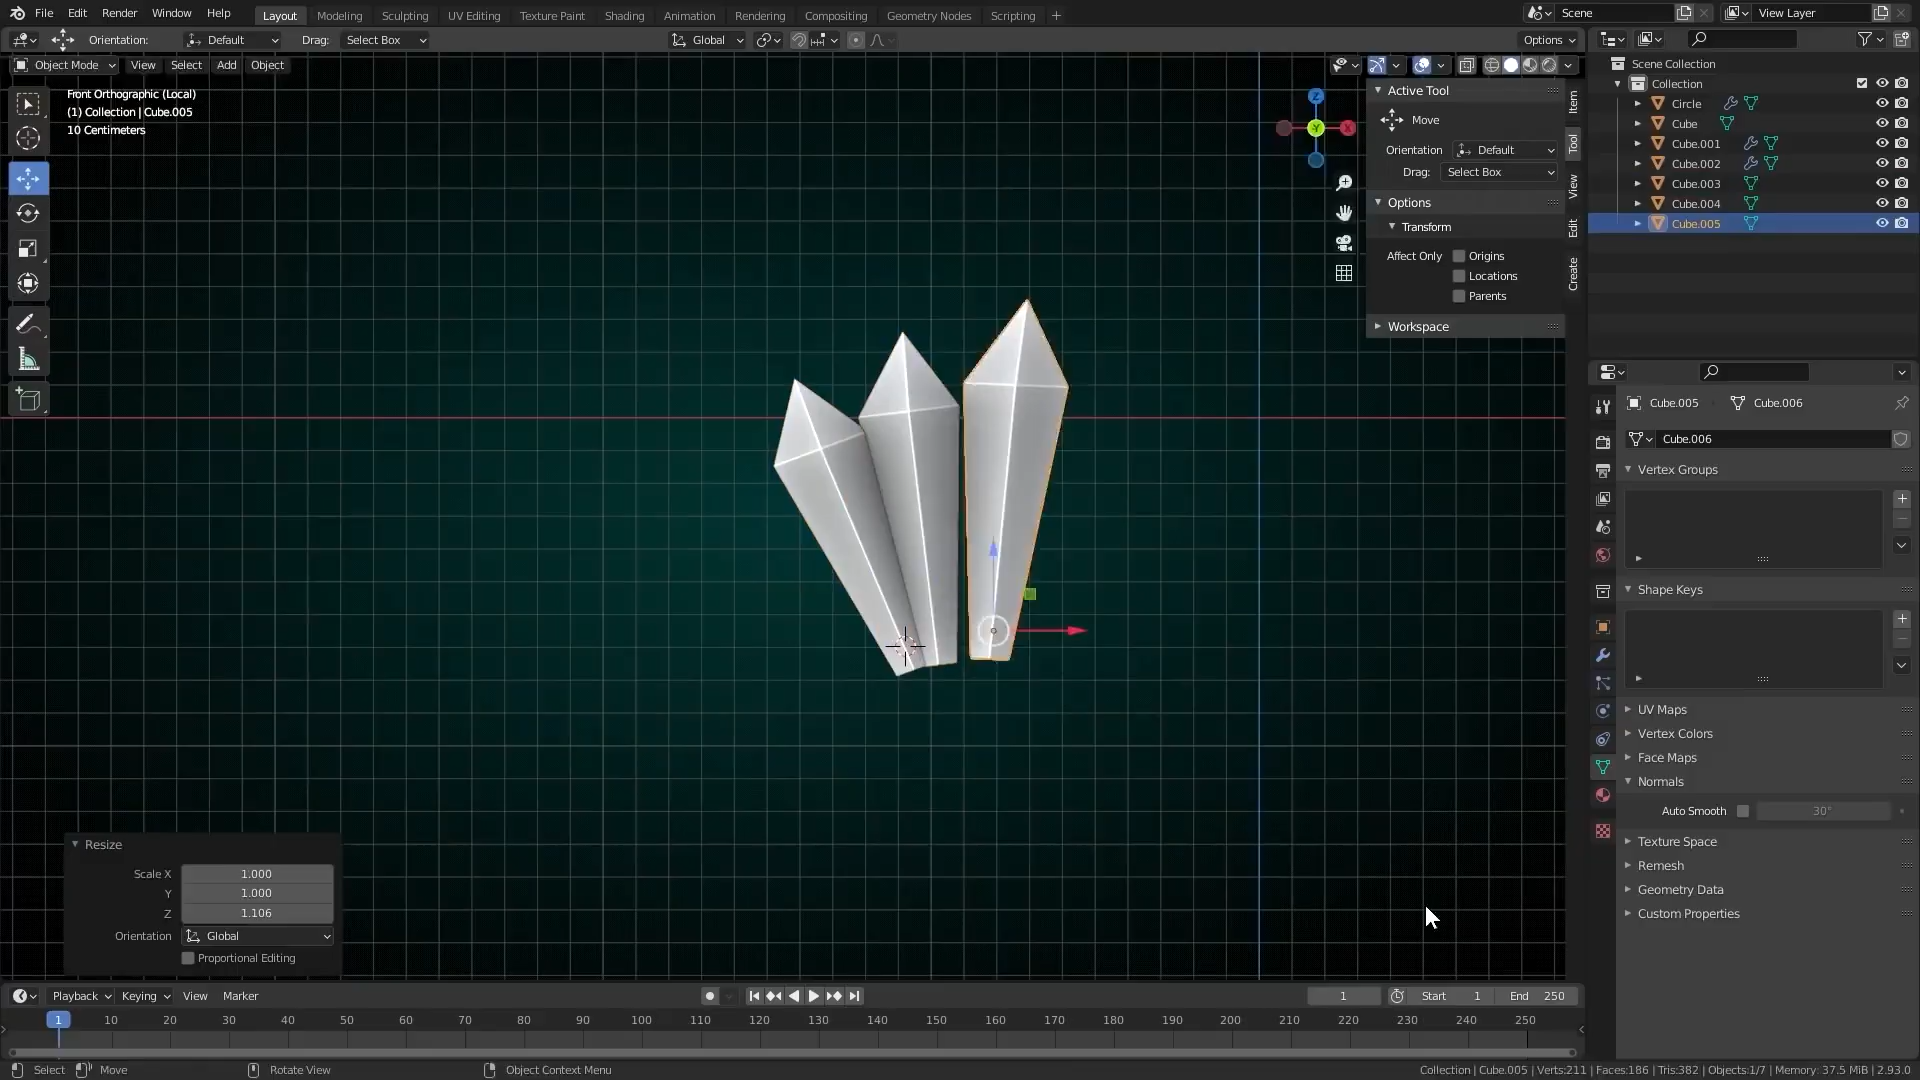 File Edit Render Window Help Layout Modeling Sculpting UV Editing Texture Paint Shading Animation Rendering Compositing Geometry Nodes Scripting + Scene View Layer
Orientation: Default Drag: Select Box Global Options
Object Mode View Select Add Object
Front Orthographic (Local)
(1) Collection | Cube.005
10 Centimeters
Z
Y
X
Active Tool
Move
Orientation Default
Drag: Select Box
Options
Transform
Affect Only Origins
Locations
Parents
Workspace
Item
Tool
View
Edit
Create
Scene Collection
Collection
Circle
Cube
Cube.001
Cube.002
Cube.003
Cube.004
Cube.005
Cube.005 Cube.006
Cube.006
Vertex Groups
Shape Keys
UV Maps
Vertex Colors
Face Maps
Normals
Auto Smooth 30°
Texture Space
Remesh
Geometry Data
Custom Properties
Resize
Scale X 1.000
Y 1.000
Z 1.106
Orientation Global
Proportional Editing
Playback Keying View Marker 1 Start 1 End 250
1 10 20 30 40 50 60 70 80 90 100 110 120 130 140 150 160 170 180 190 200 210 220 230 240 250
Select Move Rotate View Object Context Menu Collection | Cube.005 | Verts:211 | Faces:186 | Tris:382 | Objects:1/7 | Memory: 37.5 MiB | 2.93.0